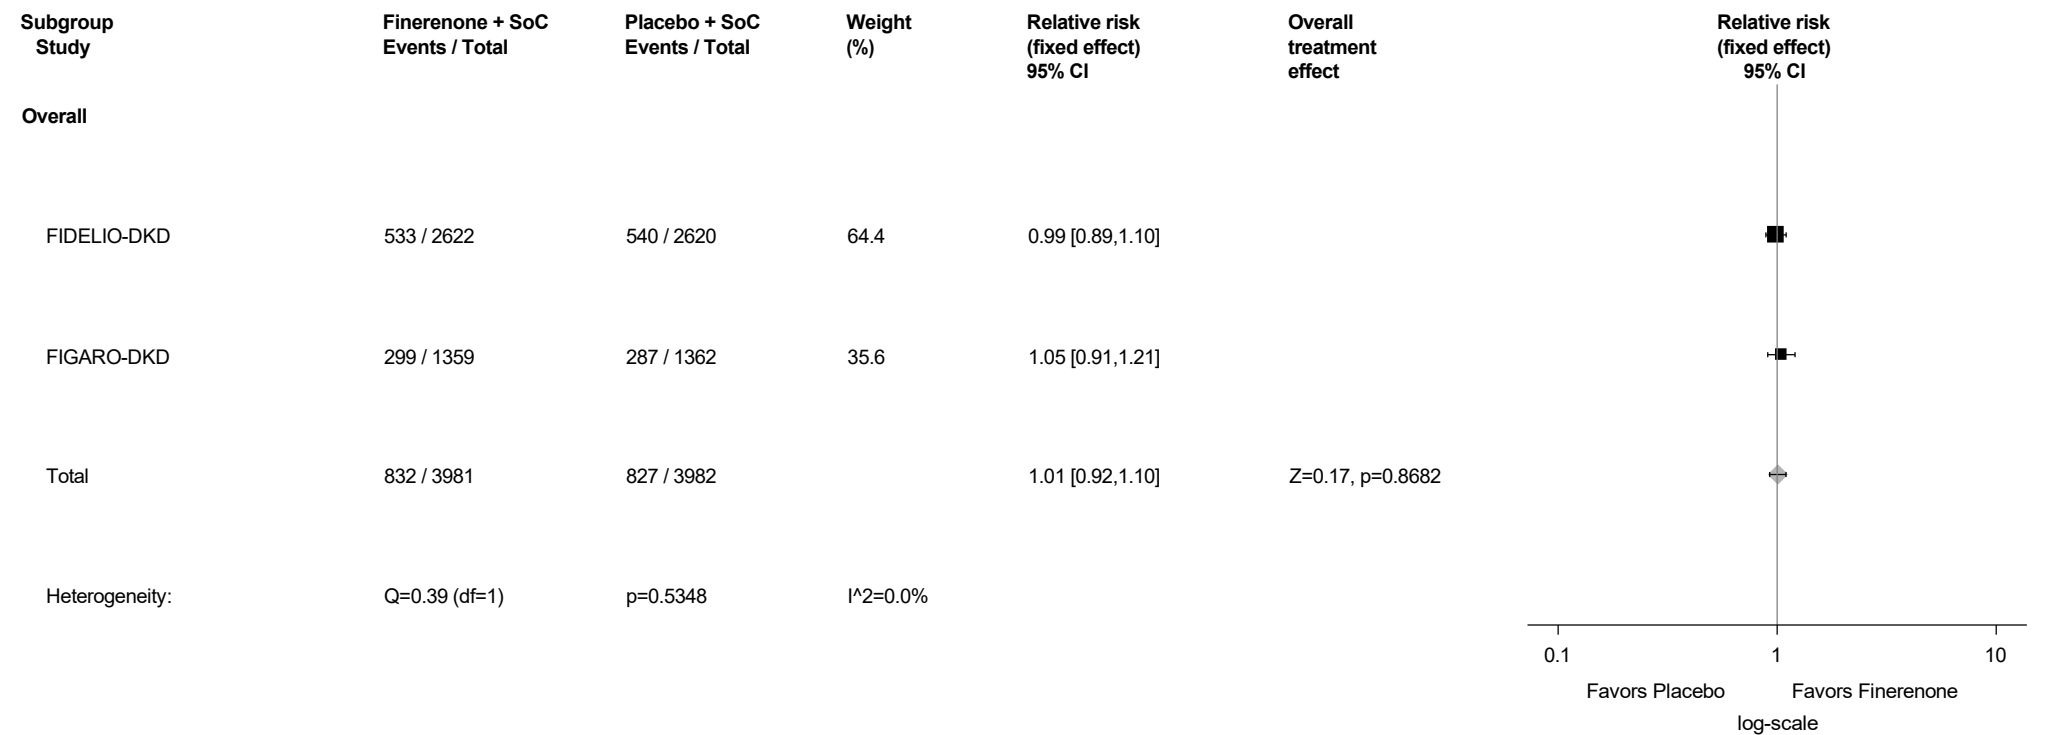 Subgroup Finerenone + SoC Placebo + SoC Weight Relative risk Overall Relative risk
Study Events / Total Events / Total (%) (fixed effect) treatment (fixed effect)
95% CI effect 95% CI
Overall
FIDELIO-DKD 533 / 2622 540 / 2620 64.4 0.99 [0.89,1.10]
FIGARO-DKD 299 / 1359 287 / 1362 35.6 1.05 [0.91,1.21]
Total 832 / 3981 827 / 3982 1.01 [0.92,1.10] Z=0.17, p=0.8682
Heterogeneity: Q=0.39 (df=1) p=0.5348 I^2=0.0%
0.1 1 10
Favors Placebo Favors Finerenone
log-scale